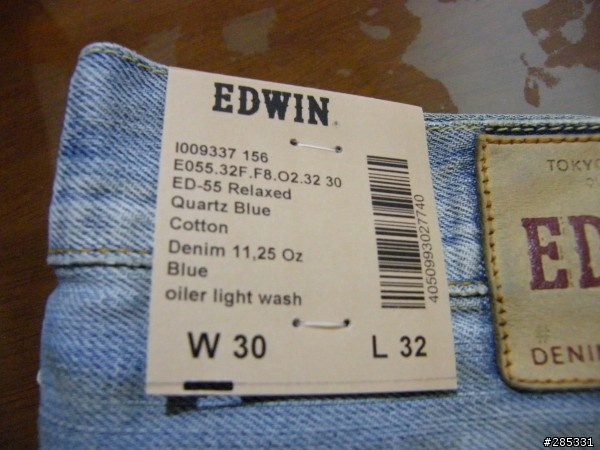 EDWIN
I009337 156
E055.32F.F8.O2.32 30
ED-55 Relaxed
Quartz Blue
Cotton
Denim 11,25 Oz
Blue
oiler light wash
W 30
L 32
4050993027740
TOKY
ED
DENI
#285331